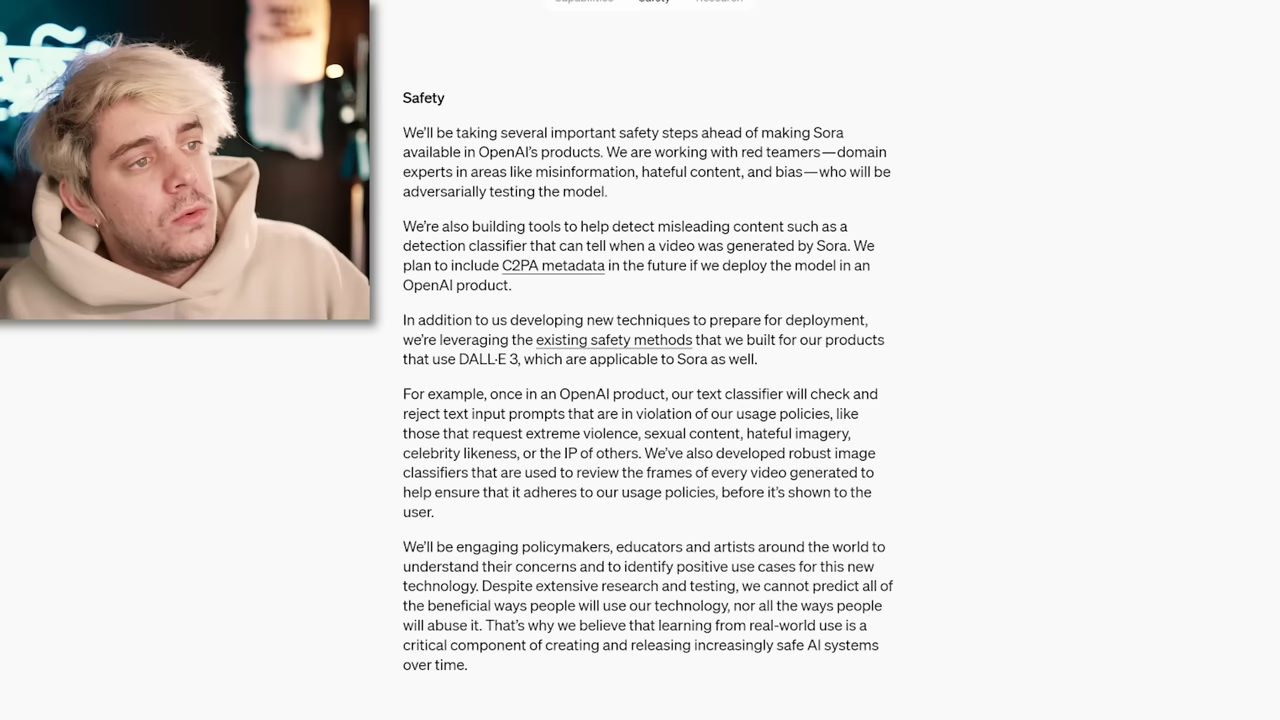 Capabilities Safety Research
Safety
We'll be taking several important safety steps ahead of making Sora
available in OpenAI's products. We are working with red teamers—domain
experts in areas like misinformation, hateful content, and bias—who will be
adversarially testing the model.
We're also building tools to help detect misleading content such as a
detection classifier that can tell when a video was generated by Sora. We
plan to include C2PA metadata in the future if we deploy the model in an
OpenAI product.
In addition to us developing new techniques to prepare for deployment,
we're leveraging the existing safety methods that we built for our products
that use DALL·E 3, which are applicable to Sora as well.
For example, once in an OpenAI product, our text classifier will check and
reject text input prompts that are in violation of our usage policies, like
those that request extreme violence, sexual content, hateful imagery,
celebrity likeness, or the IP of others. We've also developed robust image
classifiers that are used to review the frames of every video generated to
help ensure that it adheres to our usage policies, before it's shown to the
user.
We'll be engaging policymakers, educators and artists around the world to
understand their concerns and to identify positive use cases for this new
technology. Despite extensive research and testing, we cannot predict all of
the beneficial ways people will use our technology, nor all the ways people
will abuse it. That's why we believe that learning from real-world use is a
critical component of creating and releasing increasingly safe AI systems
over time.